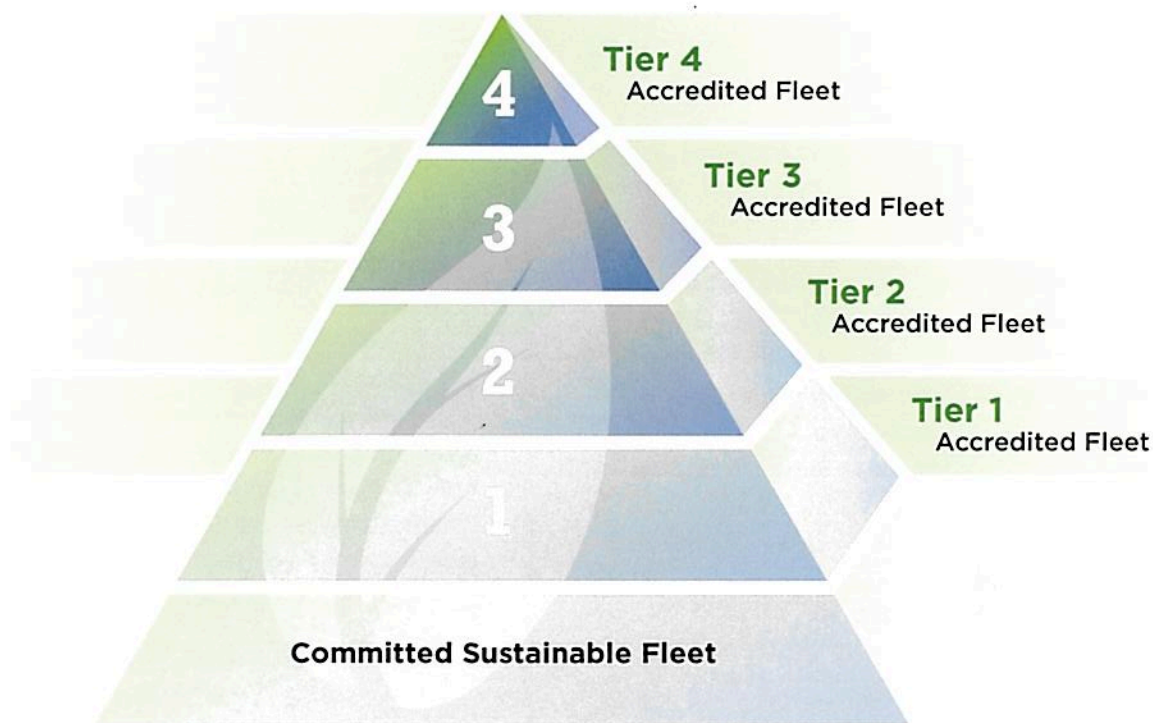 4
Tier 4
Accredited Fleet
3
Tier 3
Accredited Fleet
2
Tier 2
Accredited Fleet
1
Tier 1
Accredited Fleet
Committed Sustainable Fleet